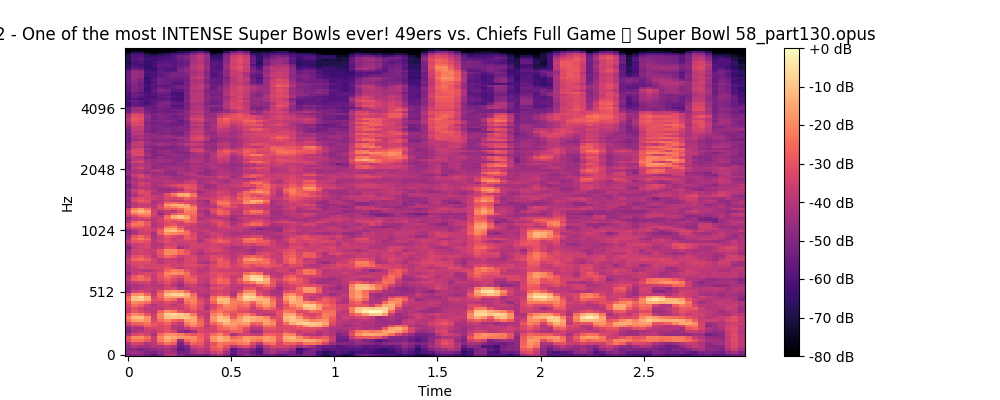 2 - One of the most INTENSE Super Bowls ever! 49ers vs. Chiefs Full Game ▯ Super Bowl 58_part130.opus
+0 dB
-10 dB
-20 dB
-30 dB
-40 dB
-50 dB
-60 dB
-70 dB
-80 dB
4096
2048
1024
512
0
Hz
0
0.5
1
1.5
2
2.5
Time